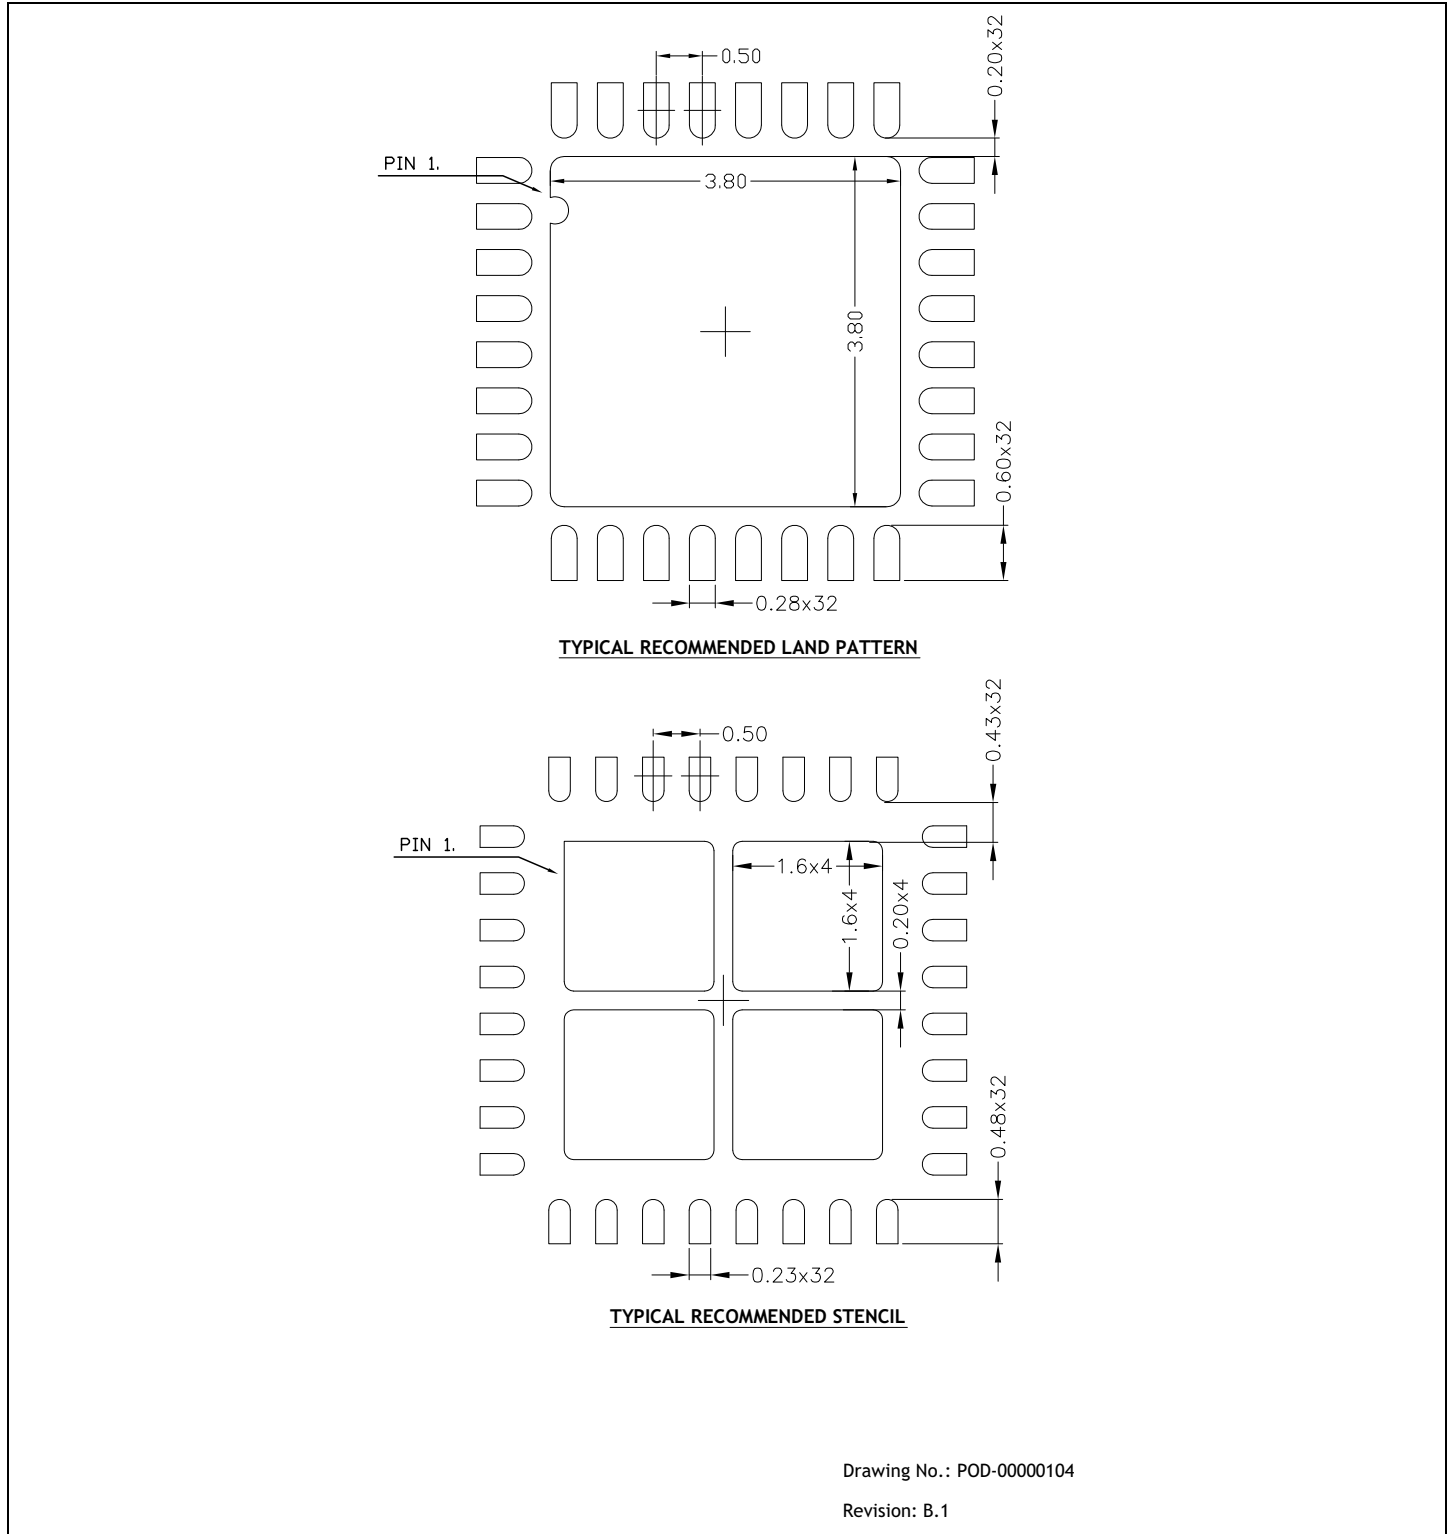 0.50
0.20x32
PIN 1.
3.80
3.80
0.60x32
0.28x32
TYPICAL RECOMMENDED LAND PATTERN
0.43x32
0.50
PIN 1.
1.6x4
1.6x4
0.20x4
0.48x32
0.23x32
TYPICAL RECOMMENDED STENCIL
Drawing No.: POD-00000104
Revision: B.1